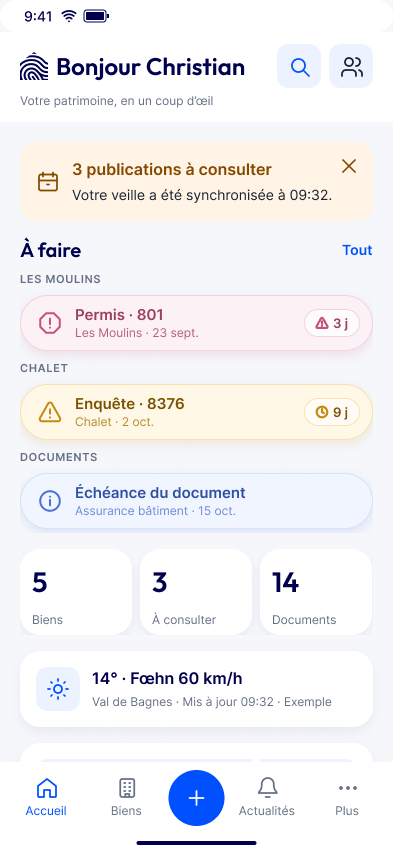 9:41
Bonjour Christian
Votre patrimoine, en un coup d’œil
3 publications à consulter
Votre veille a été synchronisée à 09:32.
À faire
Tout
LES MOULINS
Permis · 801
Les Moulins · 23 sept.
3 j
CHALET
Enquête · 8376
Chalet · 2 oct.
9 j
DOCUMENTS
Échéance du document
Assurance bâtiment · 15 oct.
5
Biens
3
À consulter
14
Documents
14° · Fœhn 60 km/h
Val de Bagnes · Mis à jour 09:32 · Exemple
Accueil
Biens
Actualités
Plus